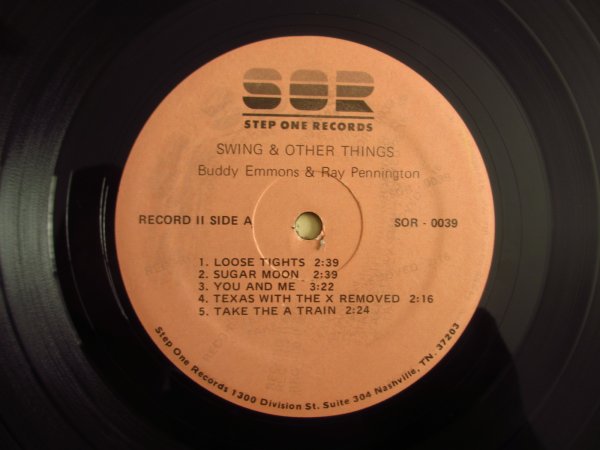 SOR
STEP ONE RECORDS
SWING & OTHER THINGS
Buddy Emmons & Ray Pennington
RECORD II SIDE A
SOR - 0039
1. LOOSE TIGHTS 2:39
2. SUGAR MOON 2:39
3. YOU AND ME 3:22
4. TEXAS WITH THE X REMOVED 2:16
5. TAKE THE A TRAIN 2:24
Step One Records 1300 Division St. Suite 304 Nashville, TN. 37203